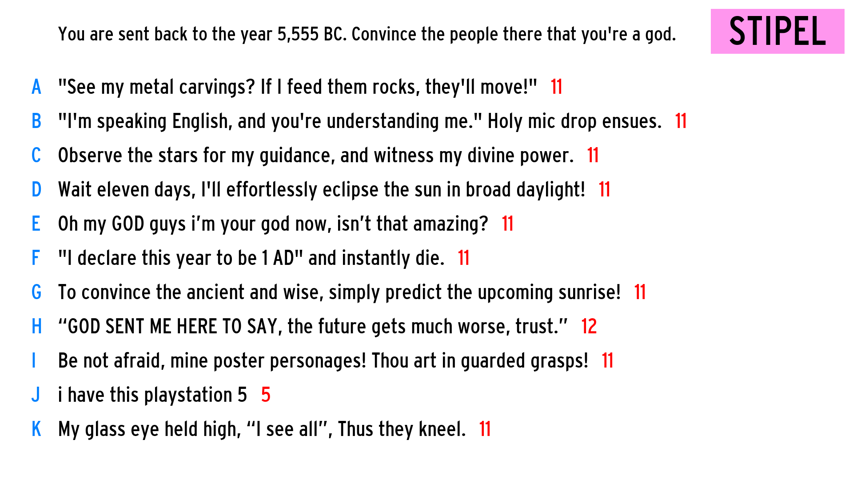 You are sent back to the year 5,555 BC. Convince the people there that you're a god.
STIPEL
A "See my metal carvings? If I feed them rocks, they'll move!" 11
B "I'm speaking English, and you're understanding me." Holy mic drop ensues. 11
C Observe the stars for my guidance, and witness my divine power. 11
D Wait eleven days, I'll effortlessly eclipse the sun in broad daylight! 11
E Oh my GOD guys i’m your god now, isn’t that amazing? 11
F "I declare this year to be 1 AD" and instantly die. 11
G To convince the ancient and wise, simply predict the upcoming sunrise! 11
H “GOD SENT ME HERE TO SAY, the future gets much worse, trust.” 12
I Be not afraid, mine poster personages! Thou art in guarded grasps! 11
J i have this playstation 5 5
K My glass eye held high, “I see all”, Thus they kneel. 11